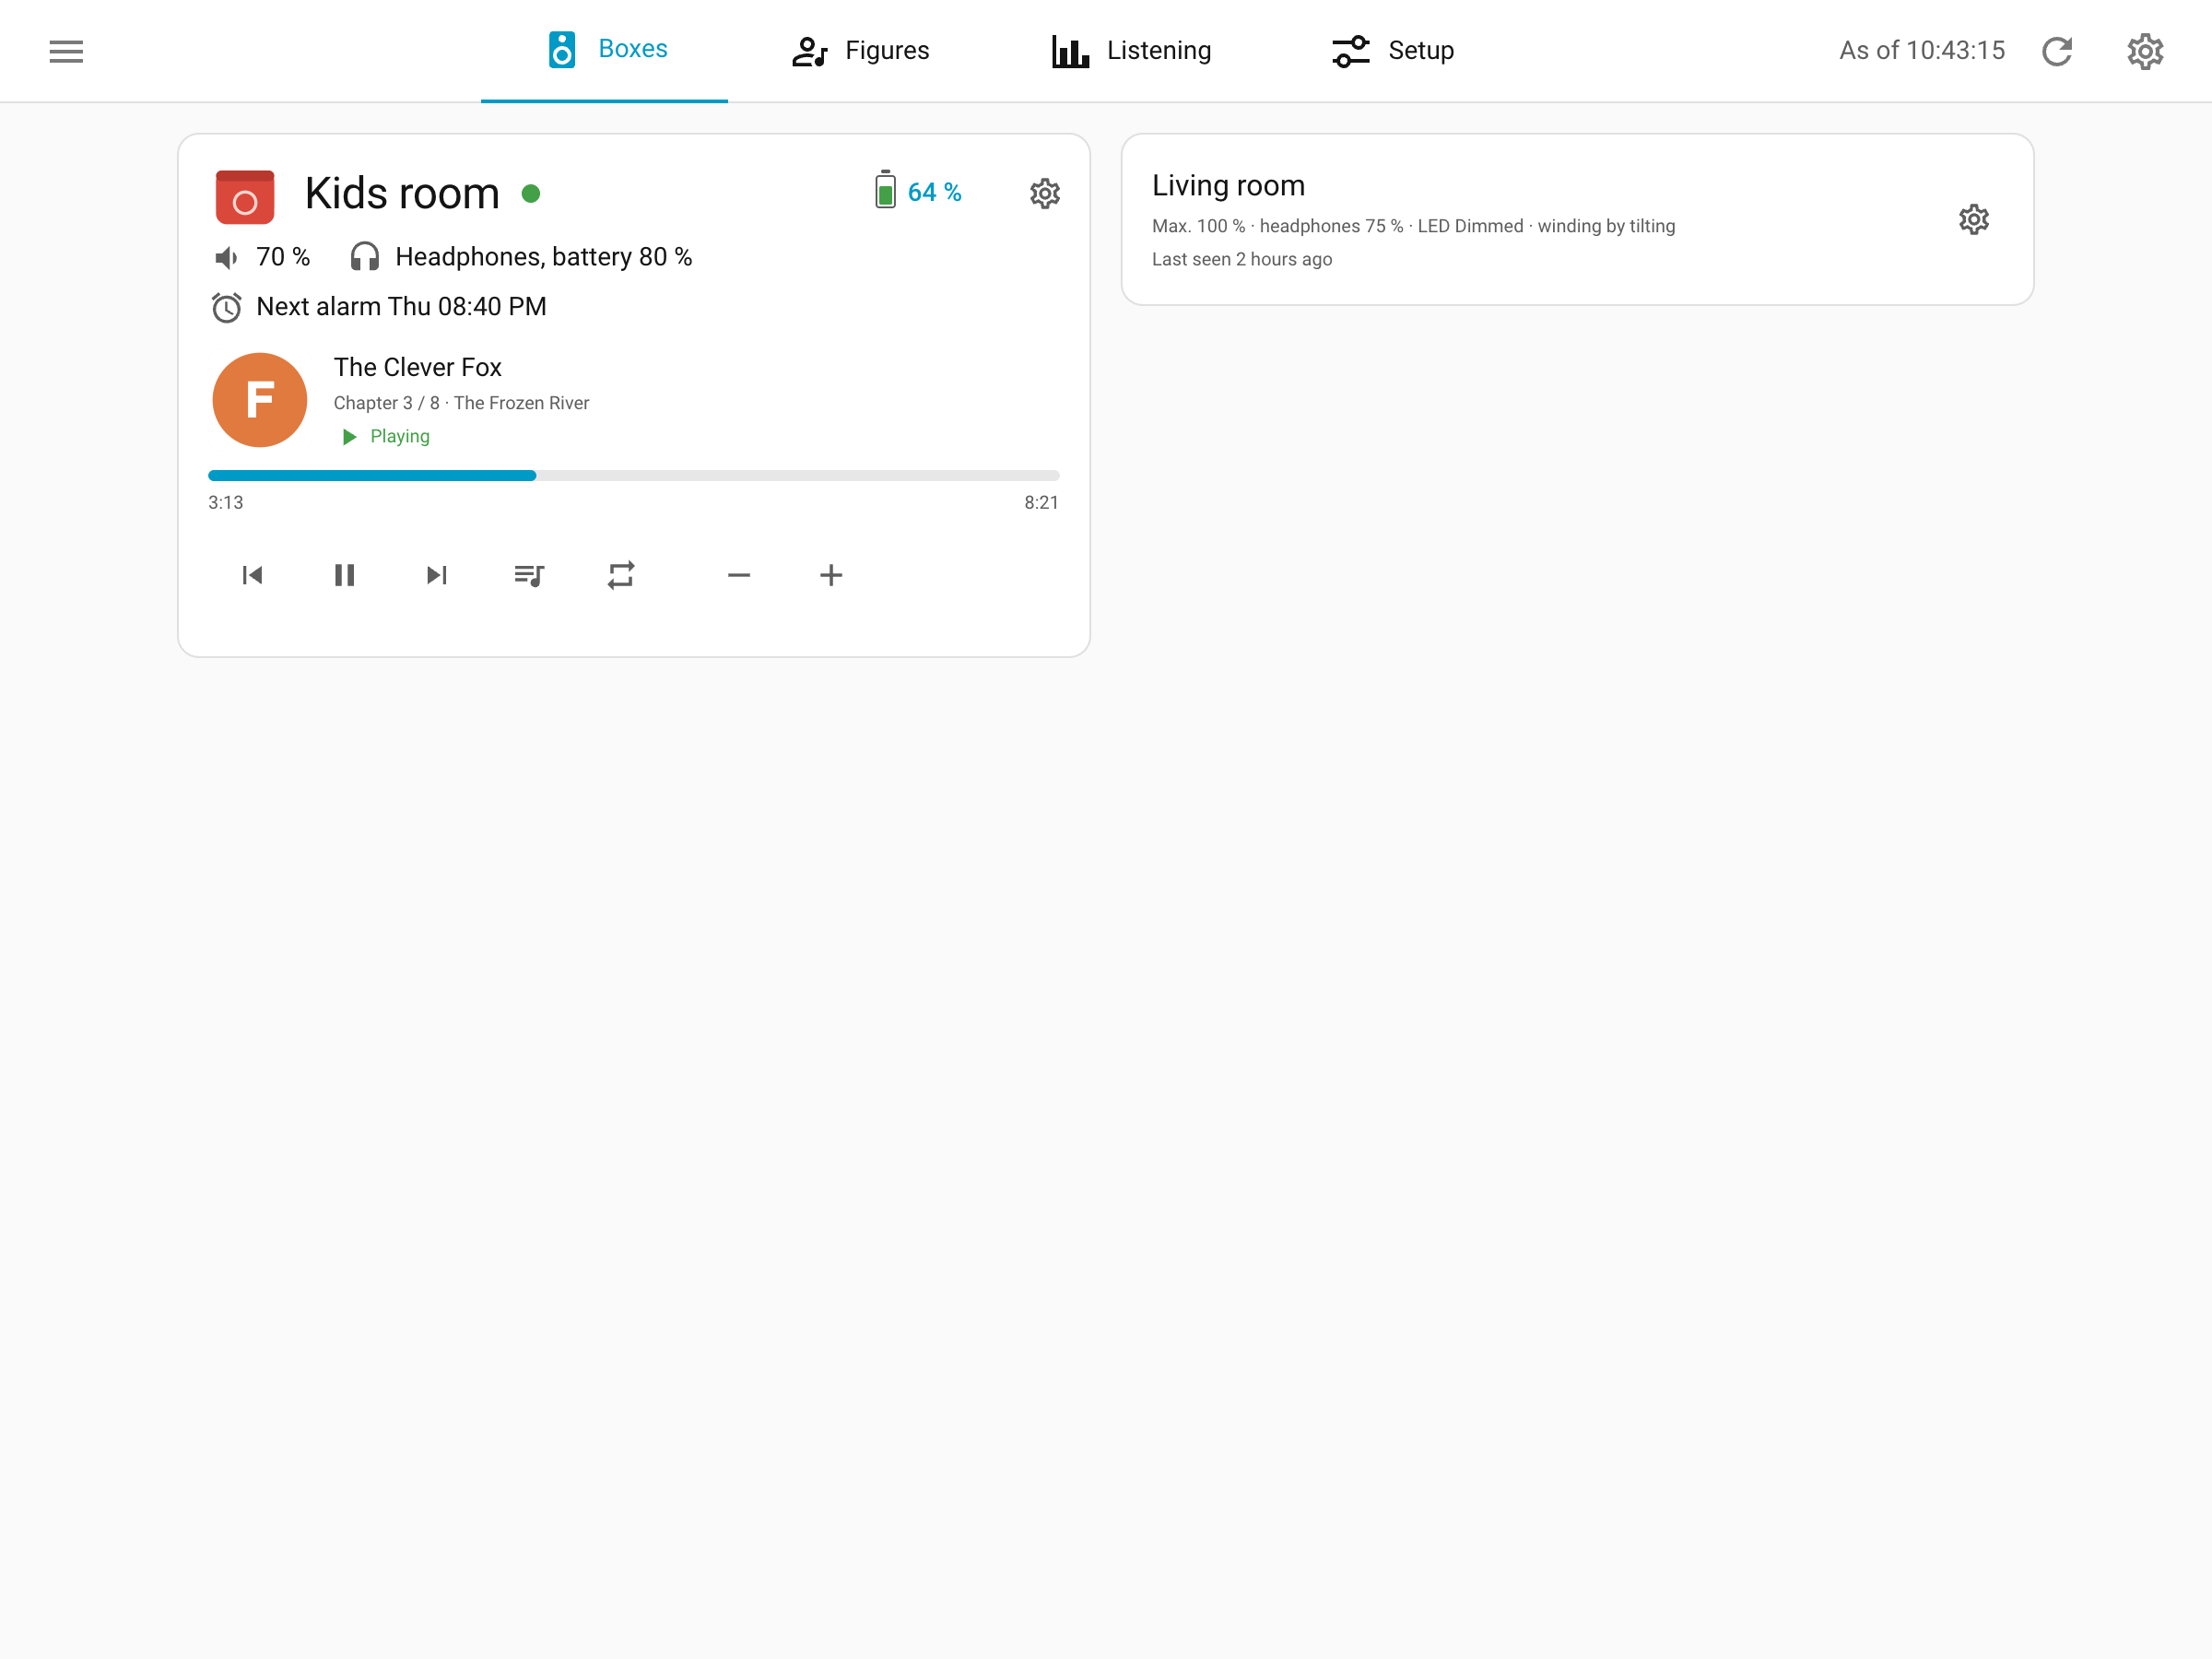 Boxes
Figures
Listening
Setup
As of 10:43:15
Kids room
64 %
70 %
Headphones, battery 80 %
Next alarm Thu 08:40 PM
F
The Clever Fox
Chapter 3 / 8 · The Frozen River
Playing
3:13
8:21
Living room
Max. 100 % · headphones 75 % · LED Dimmed · winding by tilting
Last seen 2 hours ago